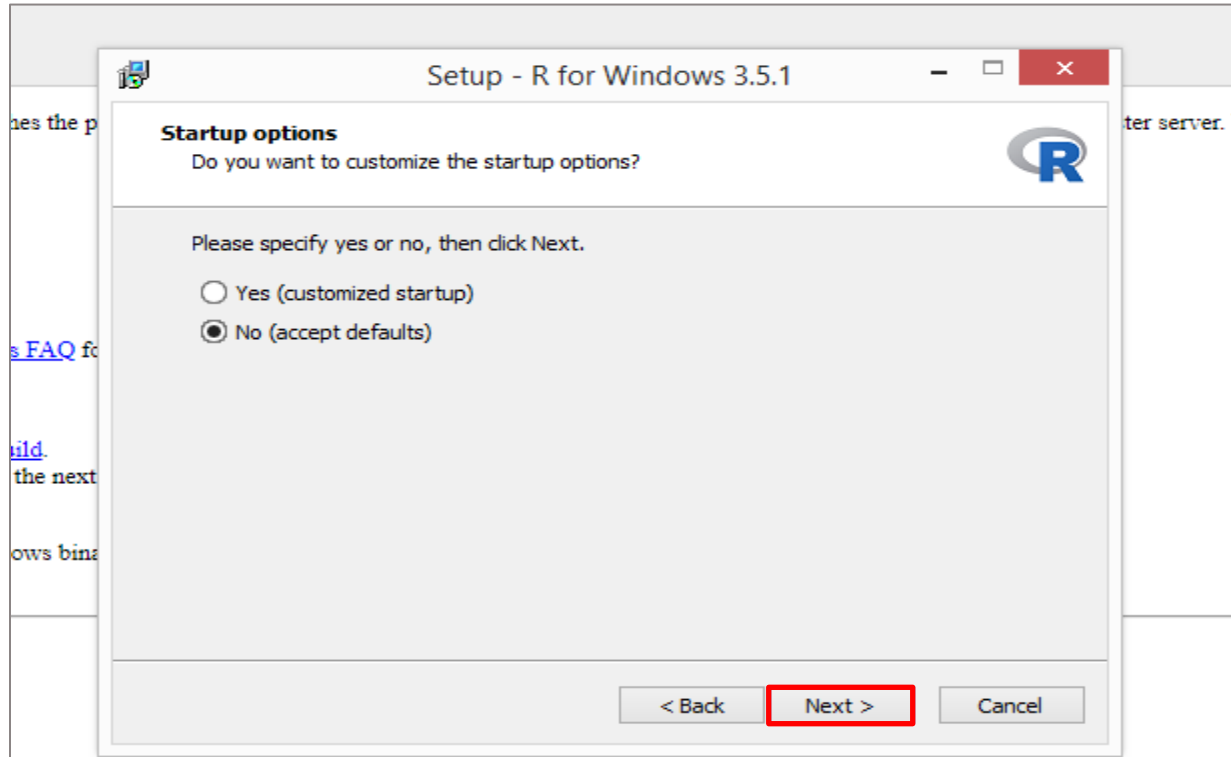 Setup - R for Windows 3.5.1
Startup options
Do you want to customize the startup options?
R
Please specify yes or no, then click Next.
Yes (customized startup)
No (accept defaults)
< Back Next > Cancel
nes the p
ter server.
s FAQ fo
uild.
the next
ows bina